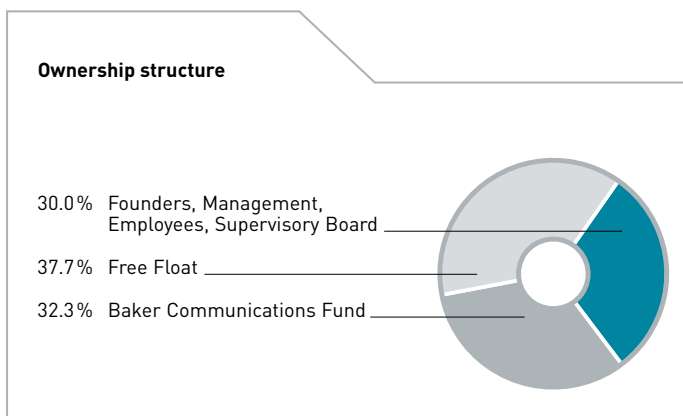 Ownership structure
30.0% Founders, Management,
Employees, Supervisory Board
37.7% Free Float
32.3% Baker Communications Fund